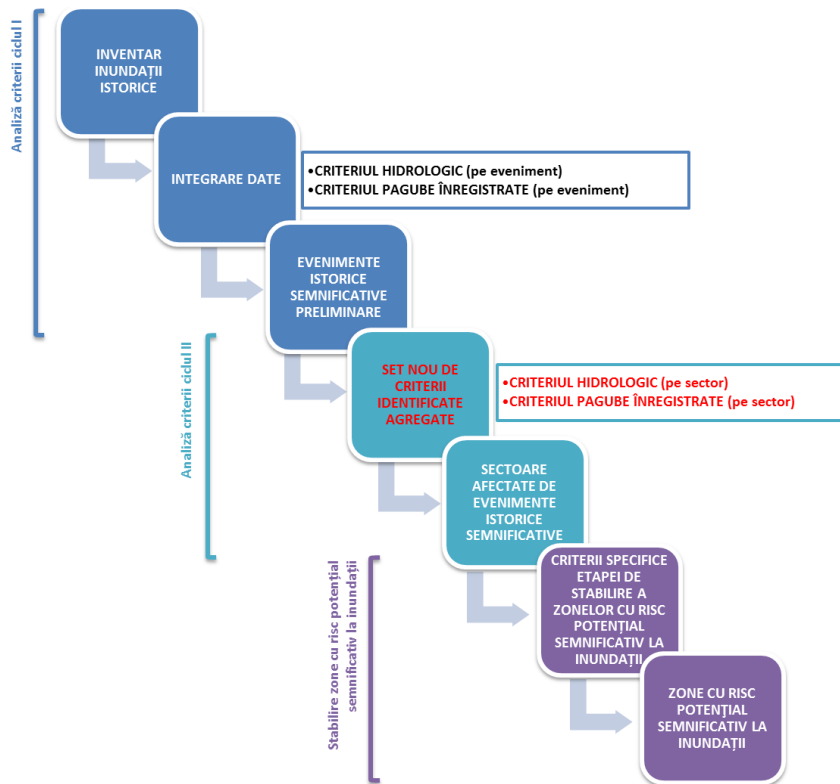 Analiză criterii ciclul I
INVENTAR
INUNDAȚII
ISTORICE
INTEGRARE DATE
•CRITERIUL HIDROLOGIC (pe eveniment)
•CRITERIUL PAGUBE ÎNREGISTRATE (pe eveniment)
EVENIMENTE
ISTORICE
SEMNIFICATIVE
PRELIMINARE
Analiză criterii ciclul II
SET NOU DE
CRITERII
IDENTIFICATE
AGREGATE
•CRITERIUL HIDROLOGIC (pe sector)
•CRITERIUL PAGUBE ÎNREGISTRATE (pe sector)
SECTOARE
AFECTATE DE
EVENIMENTE
ISTORICE
SEMNIFICATIVE
Stabilire zone cu risc potențial
semnificativ la inundații
CRITERII SPECIFICE
ETAPEI DE
STABILIRE A
ZONELOR CU RISC
POTENȚIAL
SEMNIFICATIV LA
INUNDAȚII
ZONE CU RISC
POTENȚIAL
SEMNIFICATIV LA
INUNDAȚII